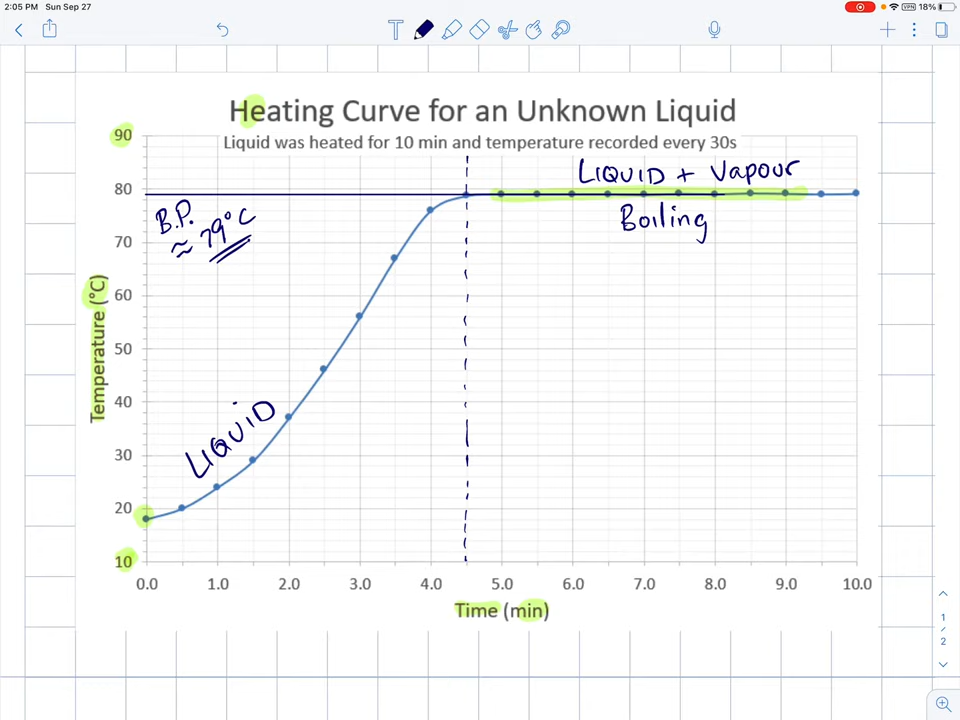 2:05 PM Sun Sep 27
VPN 18%
Heating Curve for an Unknown Liquid
Liquid was heated for 10 min and temperature recorded every 30s
90
80
70
60
50
40
30
20
10
Temperature (°C)
LIQUID + Vapour
Boiling
B.P.
≈ 79°C
LIQUID
0.0 1.0 2.0 3.0 4.0 5.0 6.0 7.0 8.0 9.0 10.0
Time (min)
1
/
2